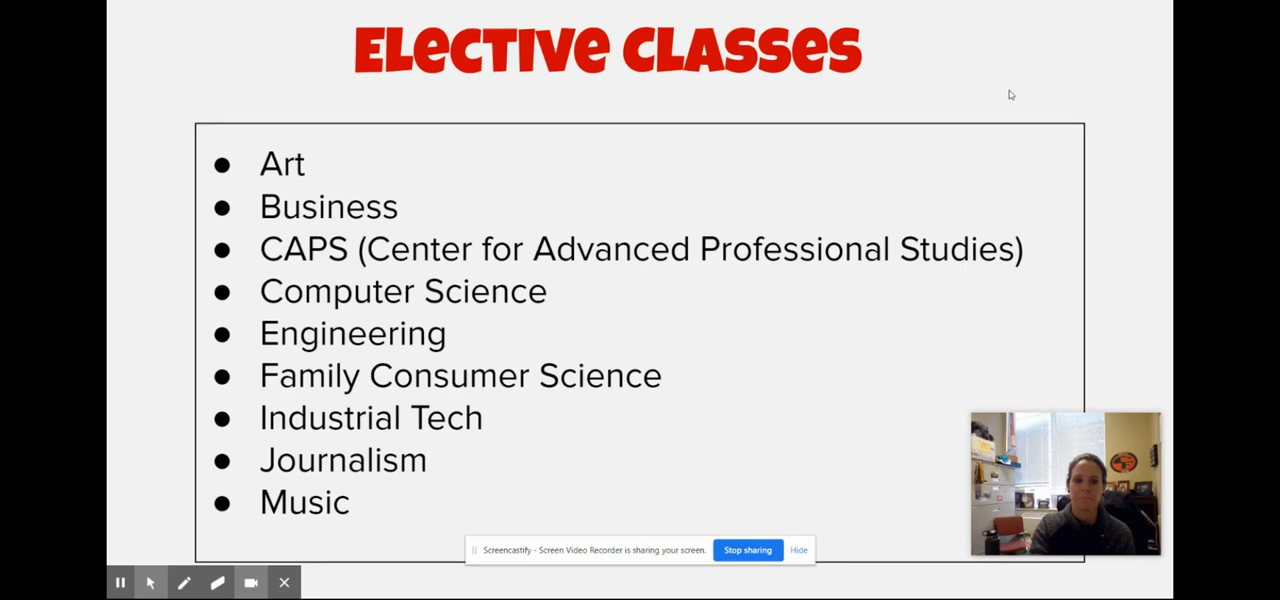 Elective Classes
● Art
● Business
● CAPS (Center for Advanced Professional Studies)
● Computer Science
● Engineering
● Family Consumer Science
● Industrial Tech
● Journalism
● Music
Screencastify - Screen Video Recorder is sharing your screen. Stop sharing Hide